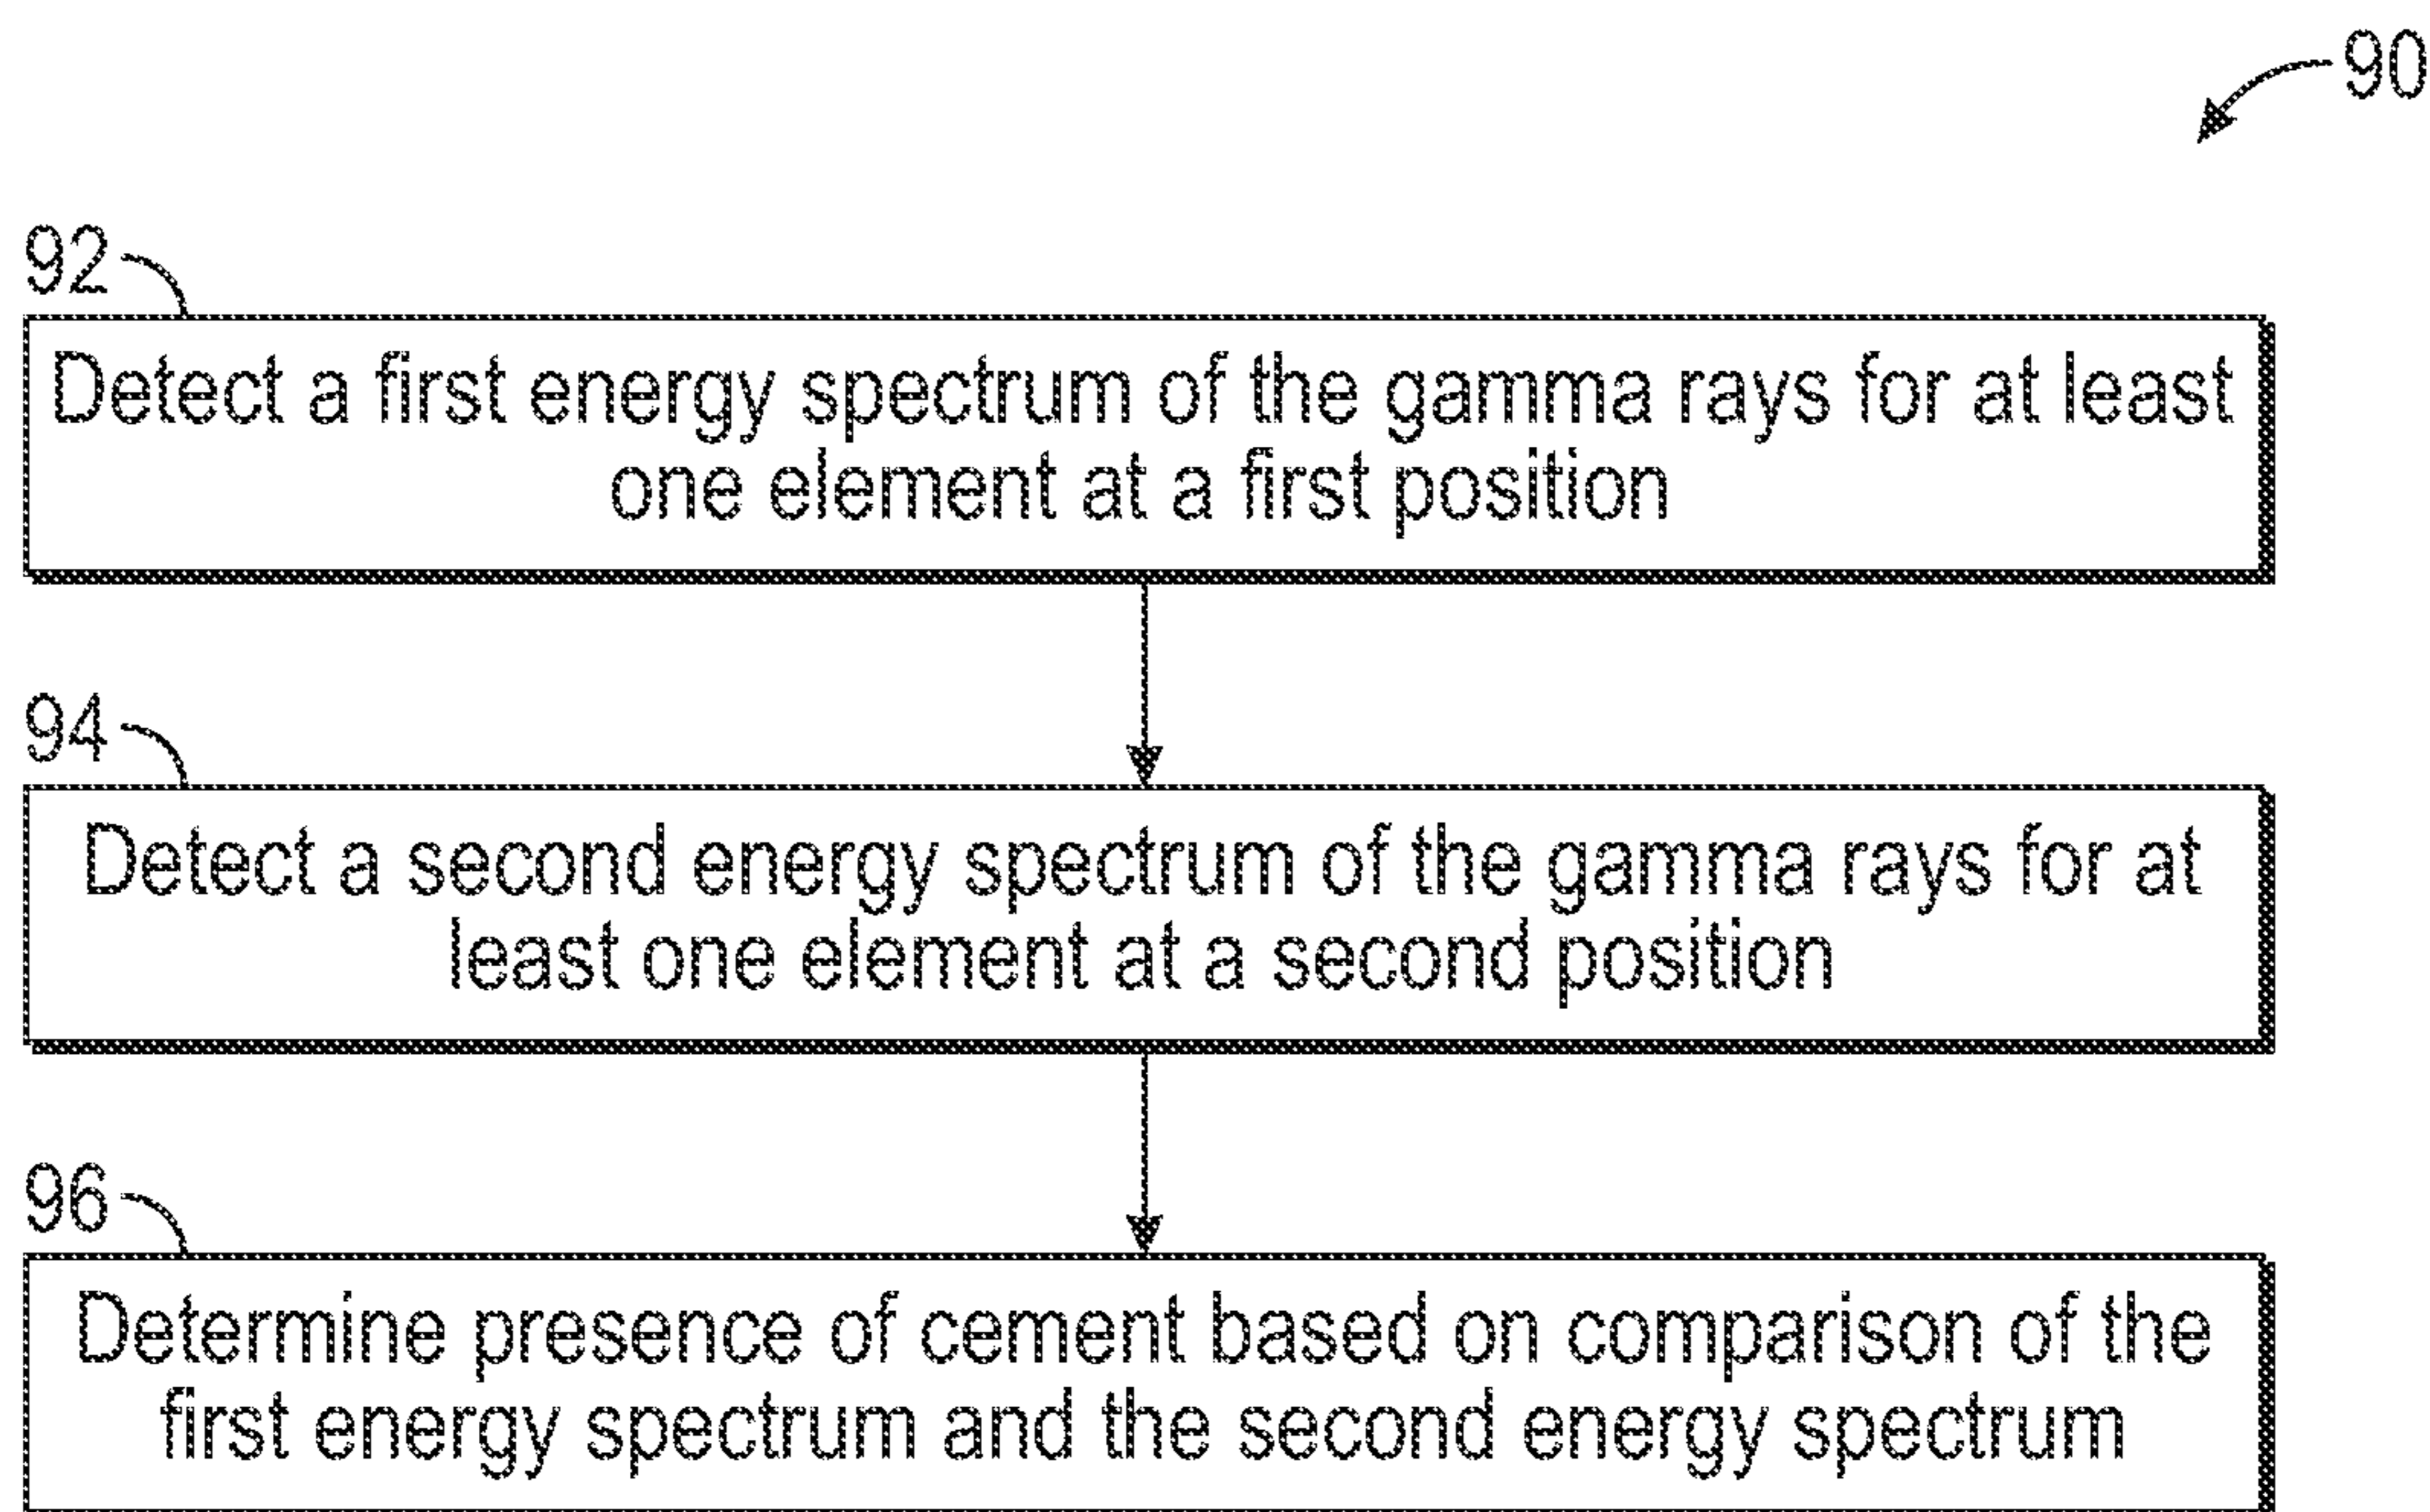 90
92
Detect a first energy spectrum of the gamma rays for at least
one element at a first position
94
Detect a second energy spectrum of the gamma rays for at
least one element at a second position
96
Determine presence of cement based on comparison of the
first energy spectrum and the second energy spectrum